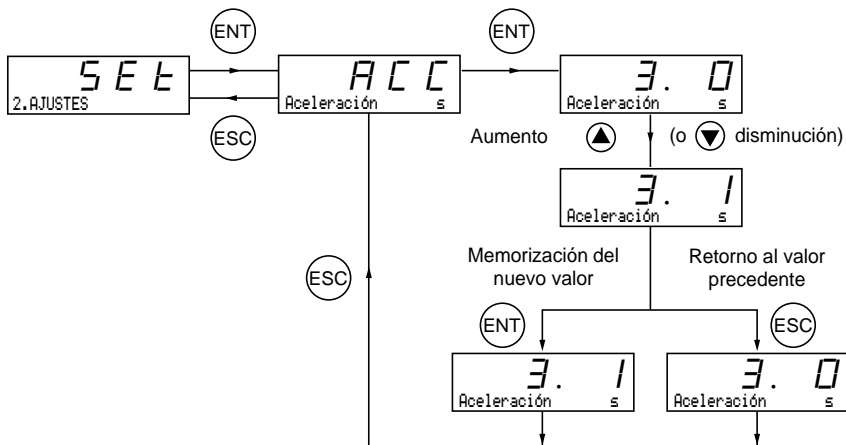 ENT
ENT
SEt
2.AJUSTES
ACC
Aceleración s
3. 0
Aceleración s
ESC
Aumento
(o disminución)
3. 1
Aceleración s
Memorización del
nuevo valor
Retorno al valor
precedente
ESC
ENT
ESC
3. 1
Aceleración s
3. 0
Aceleración s